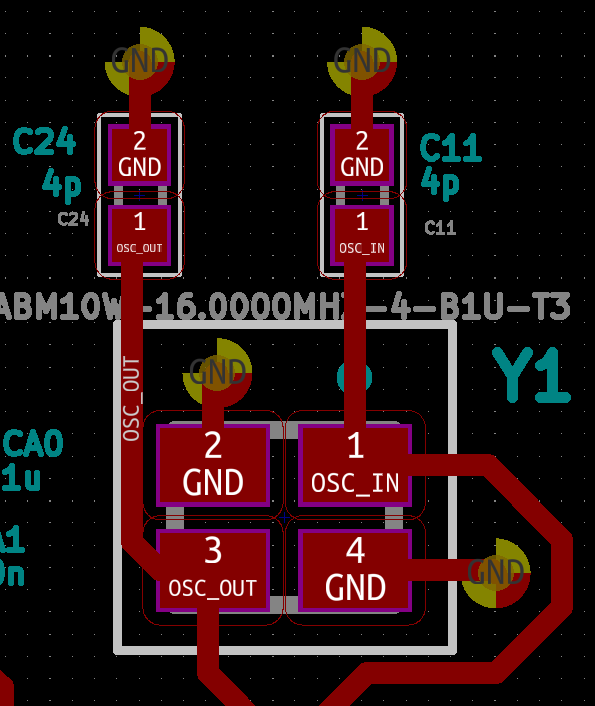 GND
GND
C24
4p
C24
2
GND
1
OSC_OUT
2
GND
1
OSC_IN
C11
4p
C11
ABM10W-16.0000MHZ-4-B1U-T3
Y1
GND
OSC_OUT
CA0
1u
2
GND
1
OSC_IN
A1
0n
3
OSC_OUT
4
GND
GND